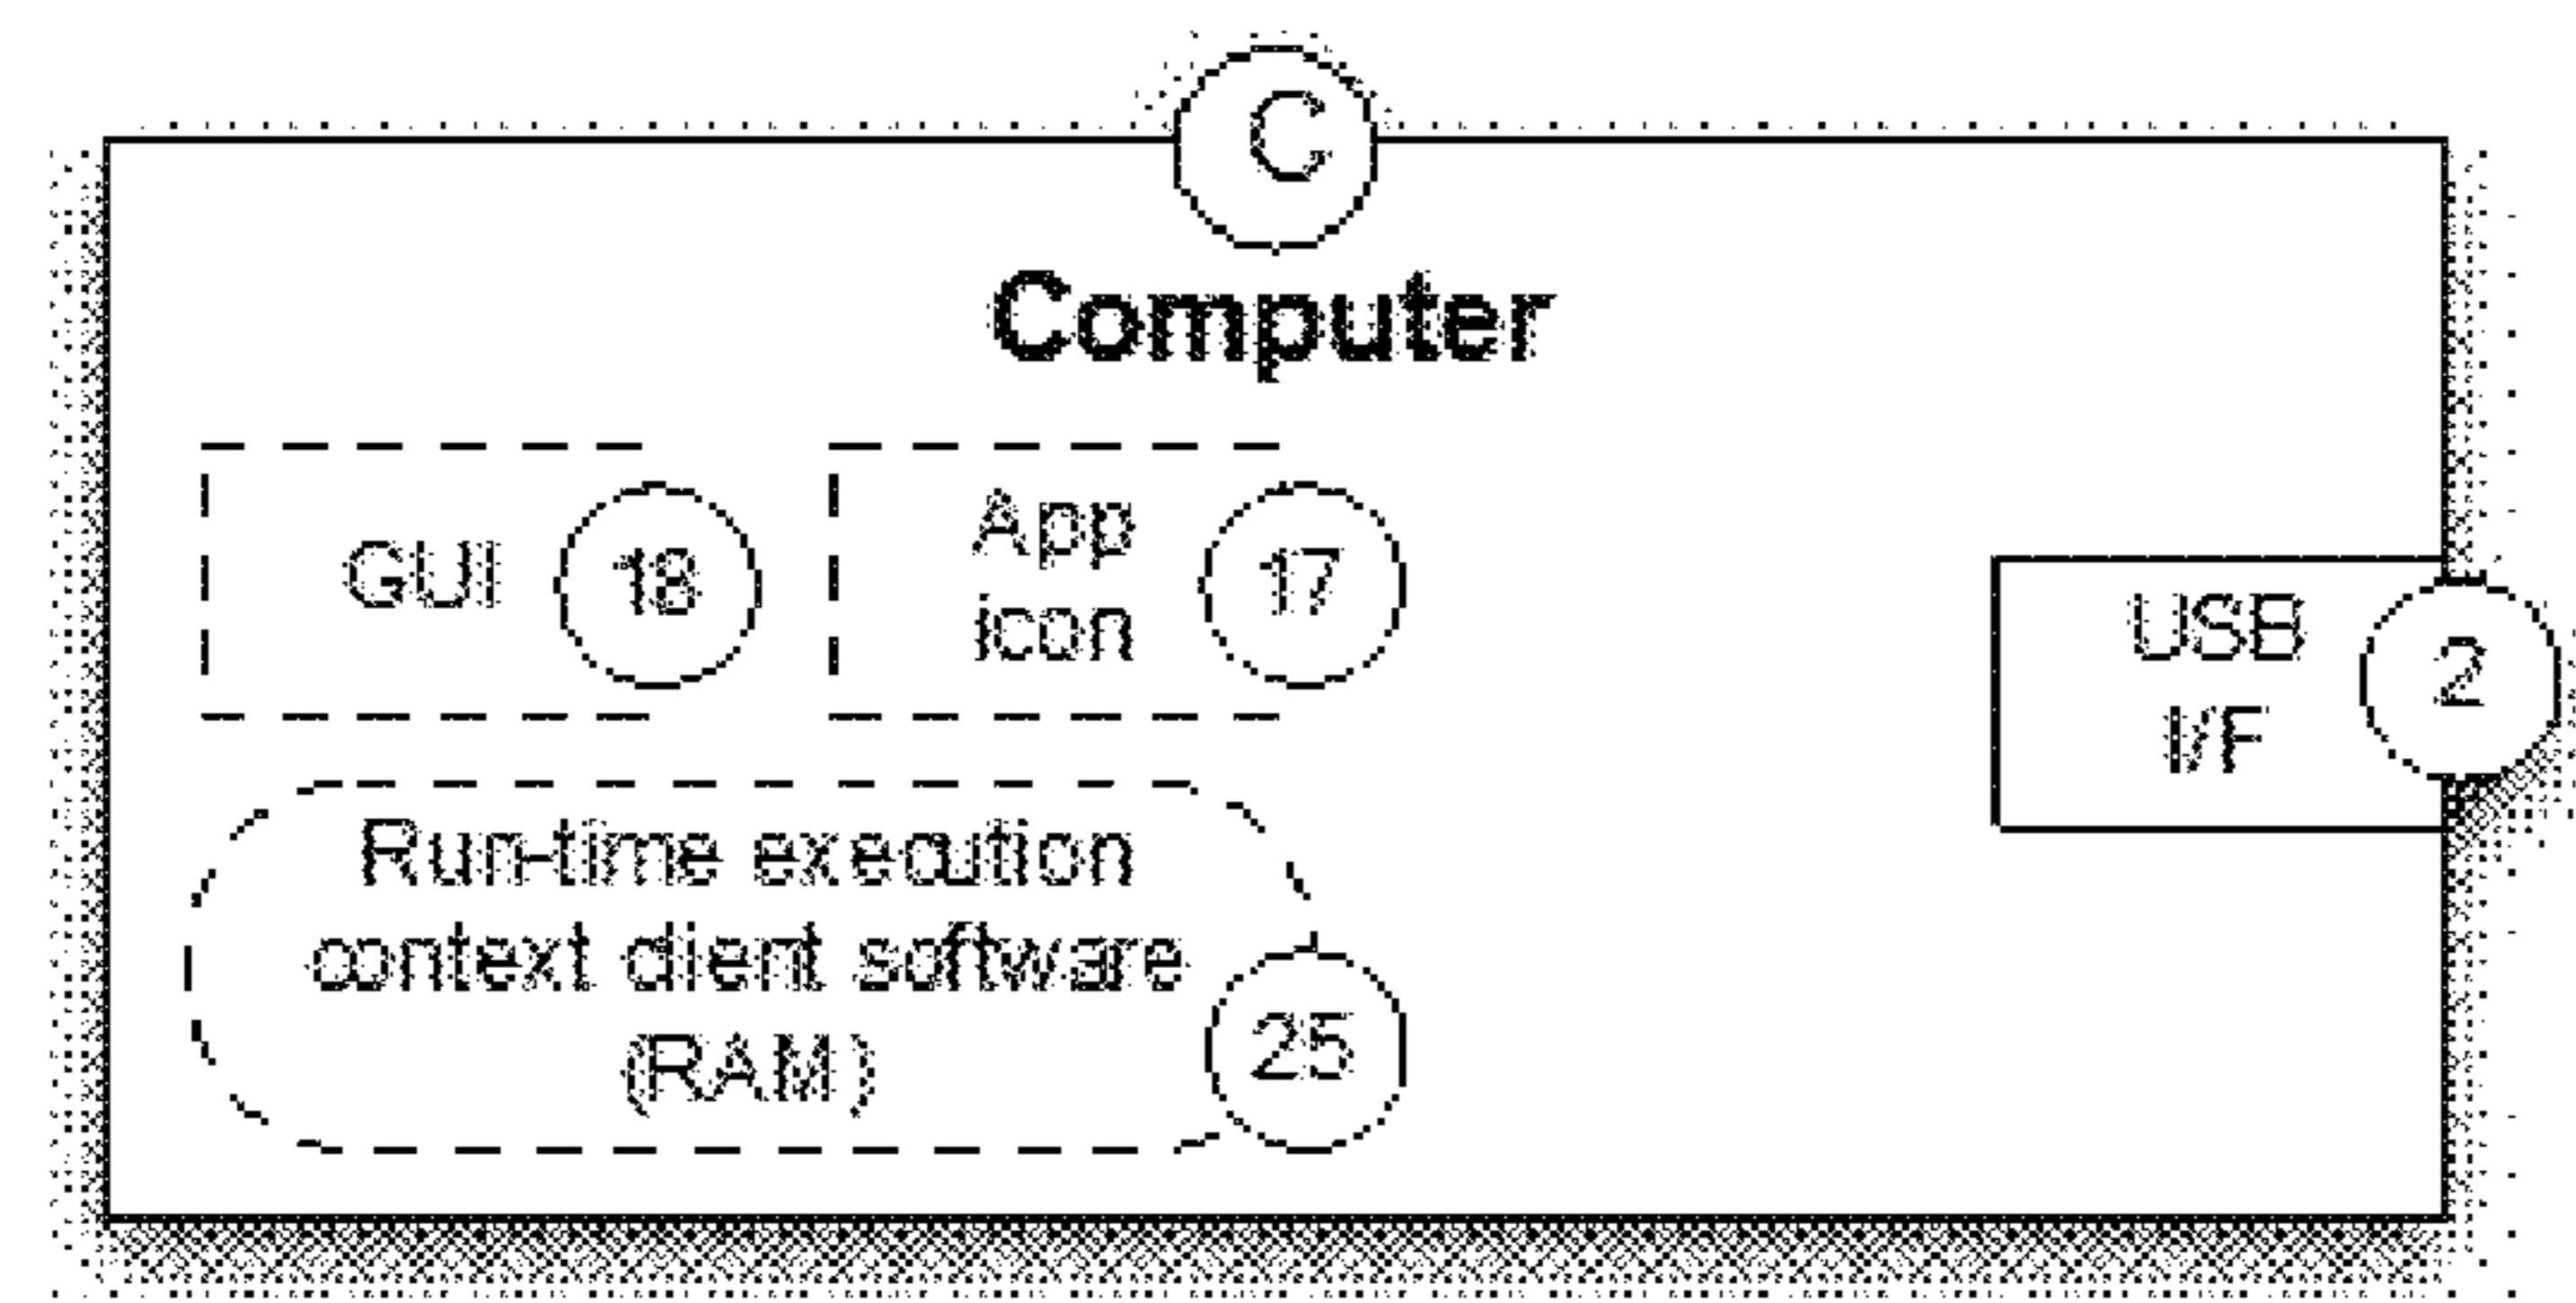 C
Computer
GUI
18
App
icon
17
USB
I/F
2
Run-time execution
context client software
(RAM)
25